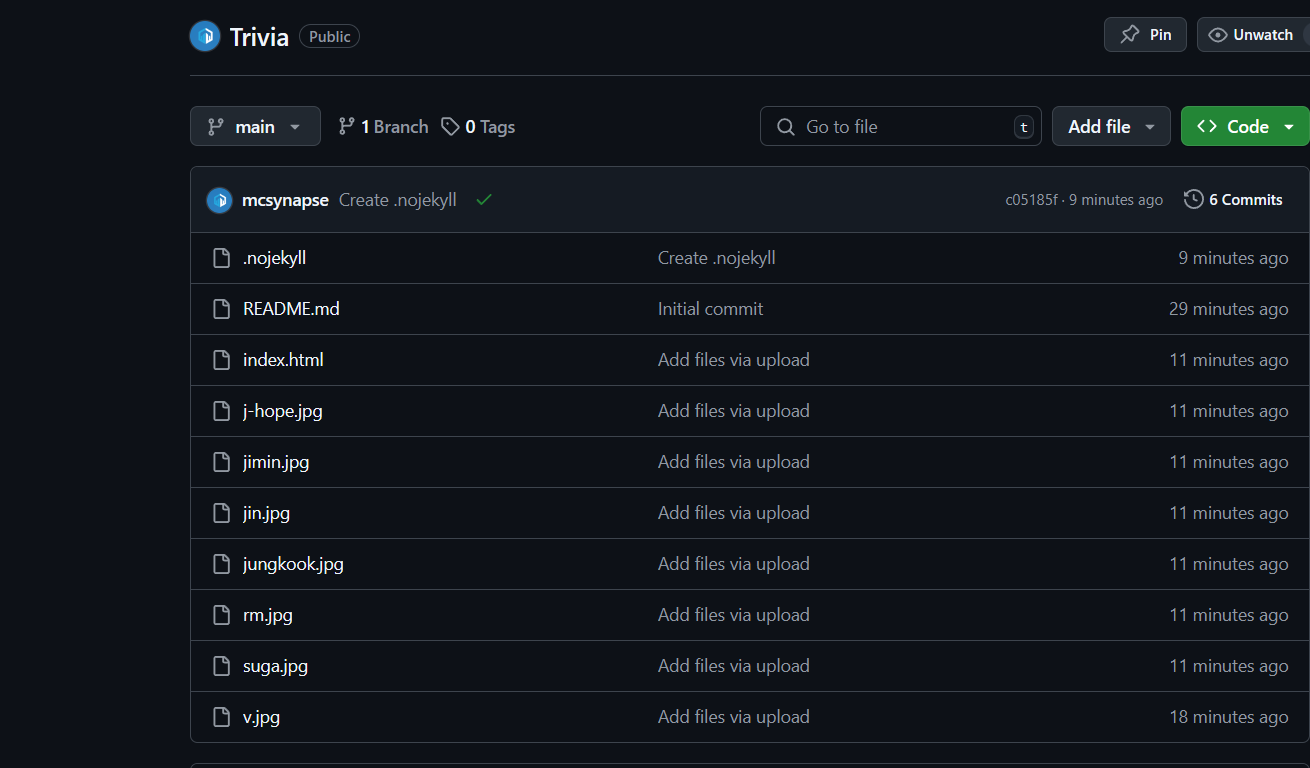 Trivia Public Pin Unwatch
main 1 Branch 0 Tags Go to file t Add file Code
mcsynapse Create .nojekyll c05185f · 9 minutes ago 6 Commits
.nojekyll Create .nojekyll 9 minutes ago
README.md Initial commit 29 minutes ago
index.html Add files via upload 11 minutes ago
j-hope.jpg Add files via upload 11 minutes ago
jimin.jpg Add files via upload 11 minutes ago
jin.jpg Add files via upload 11 minutes ago
jungkook.jpg Add files via upload 11 minutes ago
rm.jpg Add files via upload 11 minutes ago
suga.jpg Add files via upload 11 minutes ago
v.jpg Add files via upload 18 minutes ago